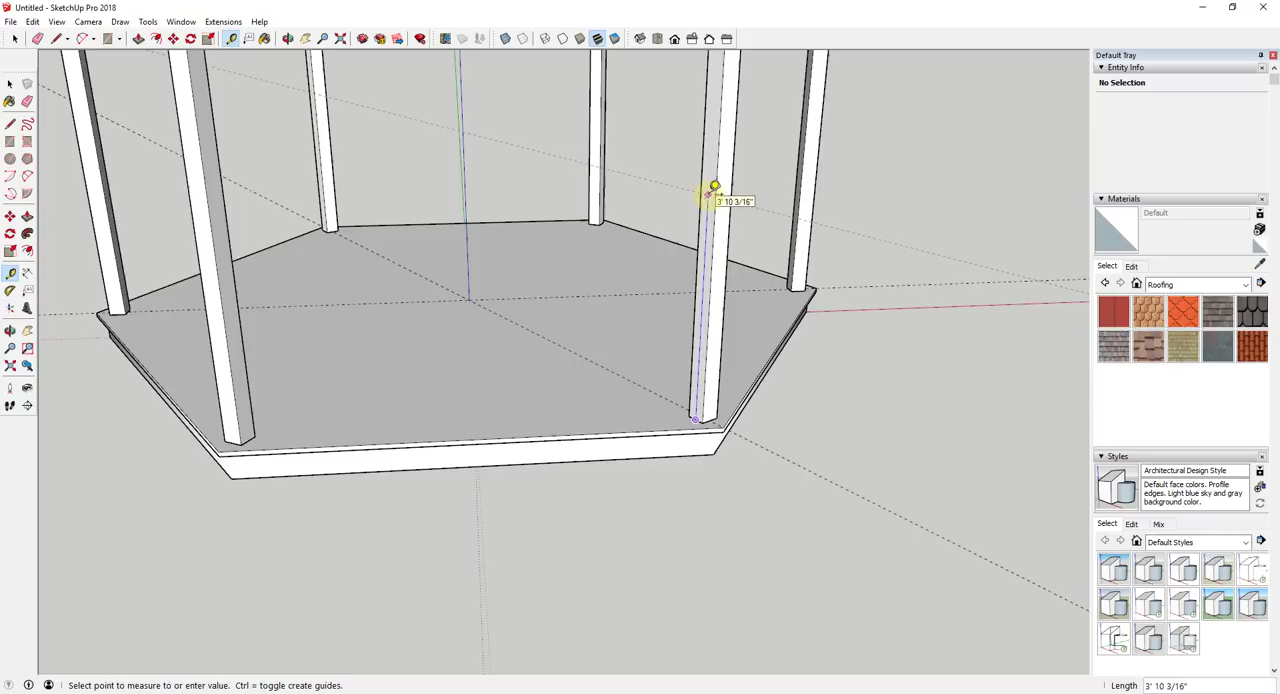 Untitled - SketchUp Pro 2018
File Edit View Camera Draw Tools Window Extensions Help
Default Tray
Entity Info
No Selection
Materials
Default
Select Edit
Roofing
3' 10 3/16"
Styles
Architectural Design Style
Default face colors. Profile
edges. Light blue sky and gray
background color.
Select Edit Mix
Default Styles
Select point to measure to or enter value. Ctrl = toggle create guides.
Length 3' 10 3/16"